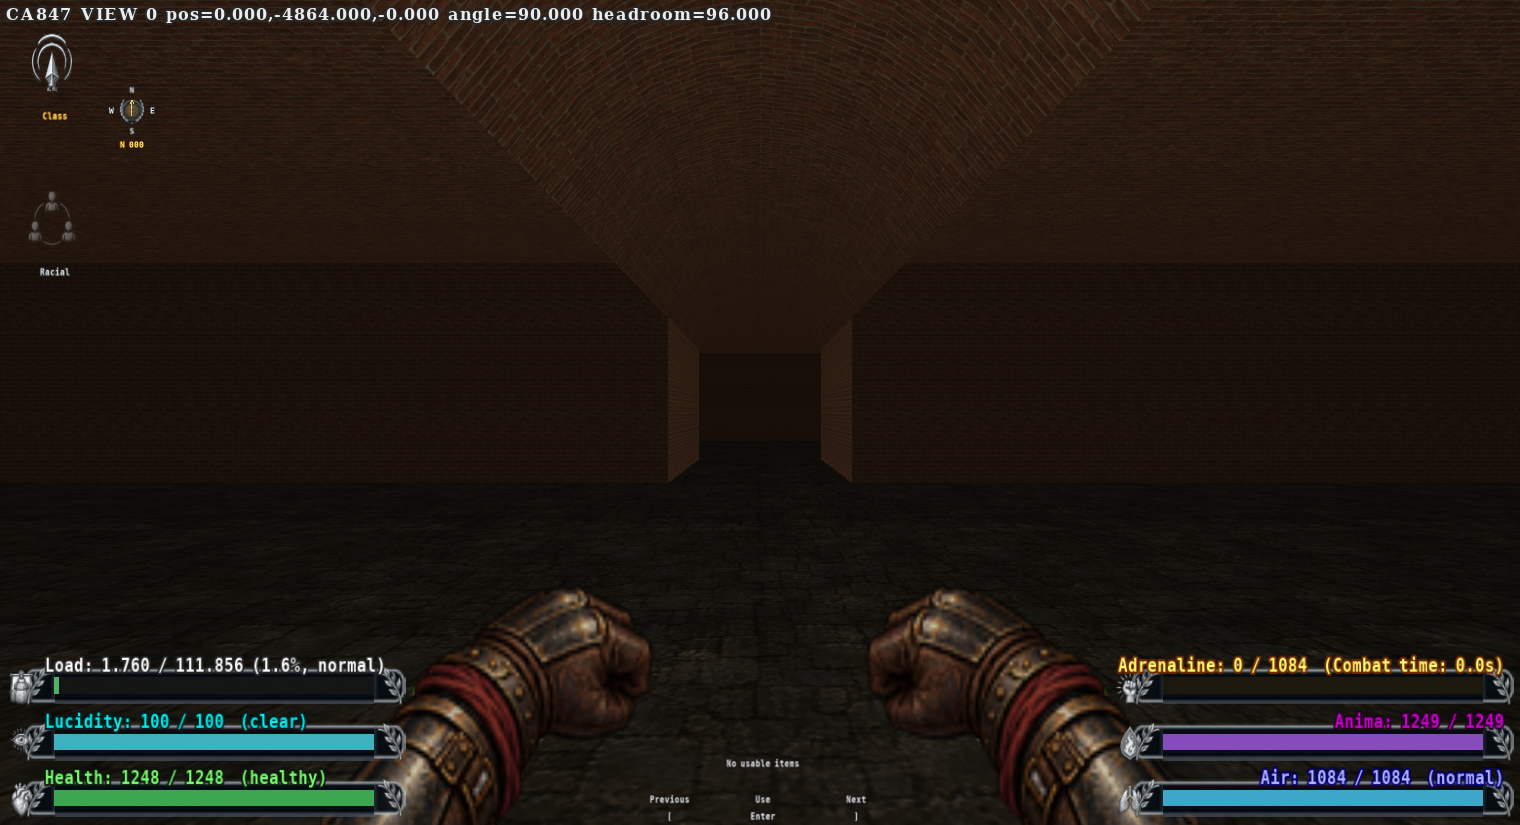 CA847 VIEW 0 pos=0.000,-4864.000,-0.000 angle=90.000 headroom=96.000
Class
N
W E
S
N 000
Racial
Load: 1.760 / 111.856 (1.6%, normal)
Adrenaline: 0 / 1084 (Combat time: 0.0s)
Lucidity: 100 / 100 (clear)
Anima: 1249 / 1249
No usable items
Health: 1248 / 1248 (healthy)
Air: 1084 / 1084 (normal)
Previous Use Next
[ Enter ]